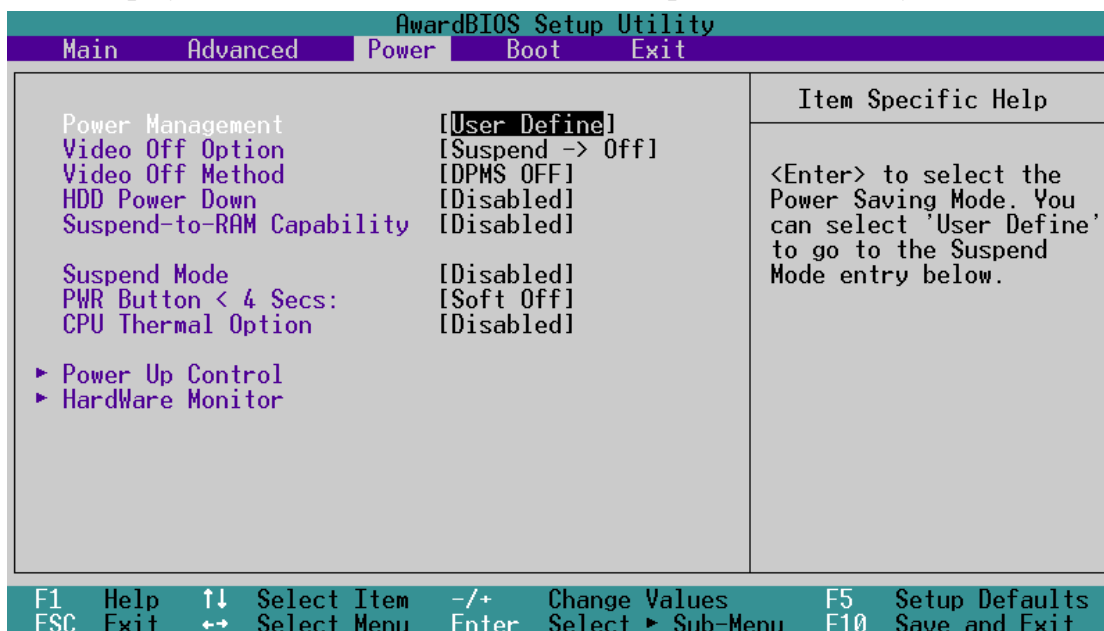 AwardBIOS Setup Utility
Main Advanced Power Boot Exit
Power Management [User Define]
Video Off Option [Suspend -> Off]
Video Off Method [DPMS OFF]
HDD Power Down [Disabled]
Suspend-to-RAM Capability [Disabled]
Suspend Mode [Disabled]
PWR Button < 4 Secs: [Soft Off]
CPU Thermal Option [Disabled]
► Power Up Control
► HardWare Monitor
Item Specific Help
<Enter> to select the
Power Saving Mode. You
can select 'User Define'
to go to the Suspend
Mode entry below.
F1 Help ↑↓ Select Item -/+ Change Values F5 Setup Defaults
ESC Exit ←→ Select Menu Enter Select ► Sub-Menu F10 Save and Exit